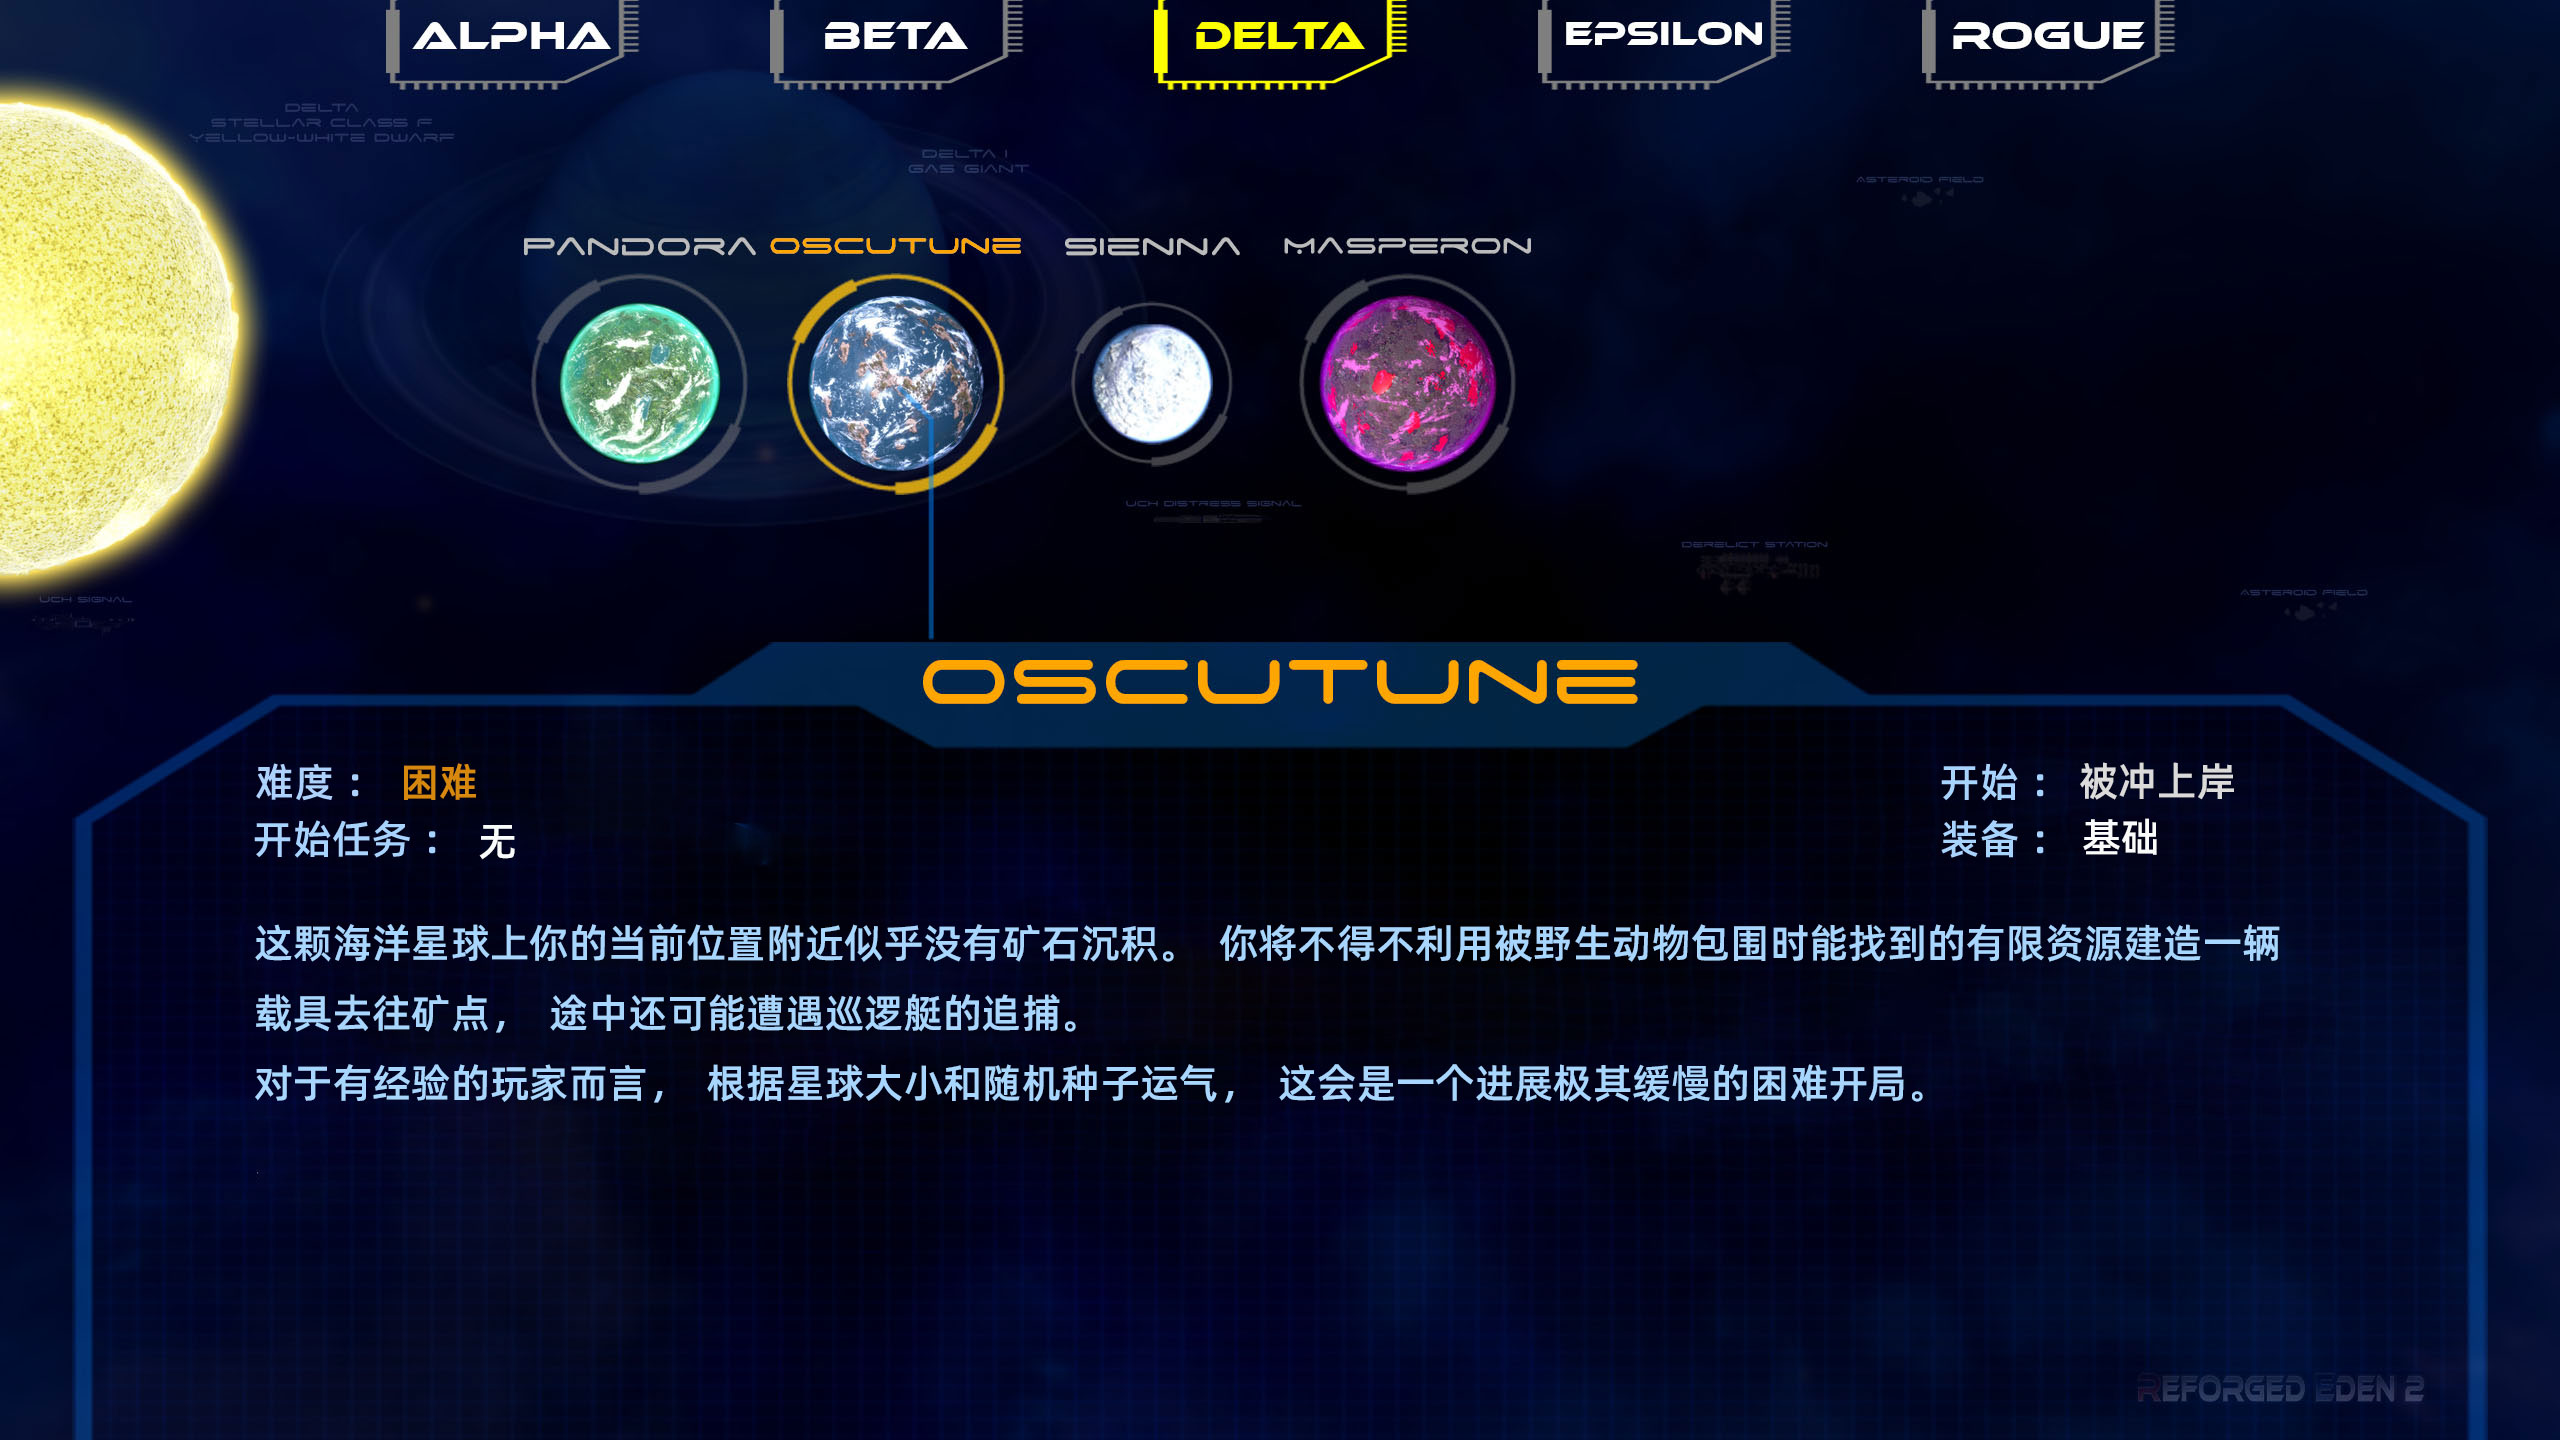 ALPHA
BETA
DELTA
EPSILON
ROGUE
DELTA
STELLAR CLASS F
YELLOW-WHITE DWARF
DELTA I
GAS GIANT
ASTEROID FIELD
PANDORA
OSCUTUNE
SIENNA
MASPERON
UCH DISTRESS SIGNAL
DERELICT STATION
UCH SIGNAL
ASTEROID FIELD
OSCUTUNE
难度： 困难
开始： 被冲上岸
开始任务： 无
装备： 基础
这颗海洋星球上你的当前位置附近似乎没有矿石沉积。 你将不得不利用被野生动物包围时能找到的有限资源建造一辆
载具去往矿点， 途中还可能遭遇巡逻艇的追捕。
对于有经验的玩家而言， 根据星球大小和随机种子运气， 这会是一个进展极其缓慢的困难开局。
REFORGED EDEN 2